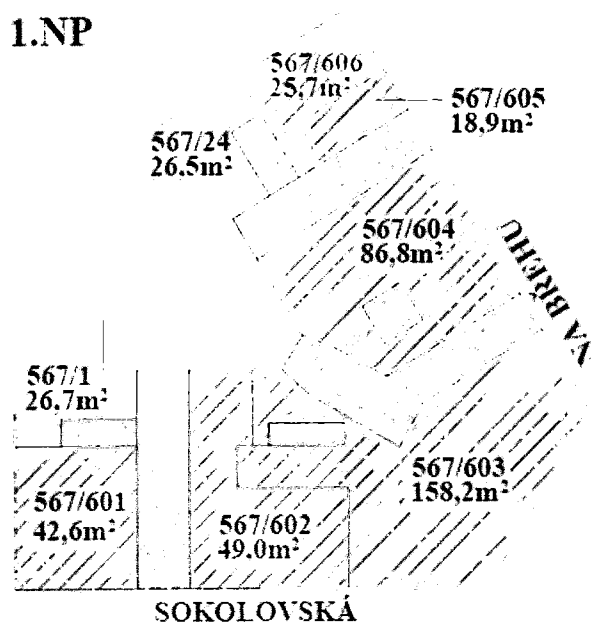 1.NP
567/606
25,7m²
567/605
18,9m²
567/24
26,5m²
567/604
86,8m²
NA BŘEHU
567/1
26,7m²
567/603
158,2m²
567/601
42,6m²
567/602
49,0m²
SOKOLOVSKÁ